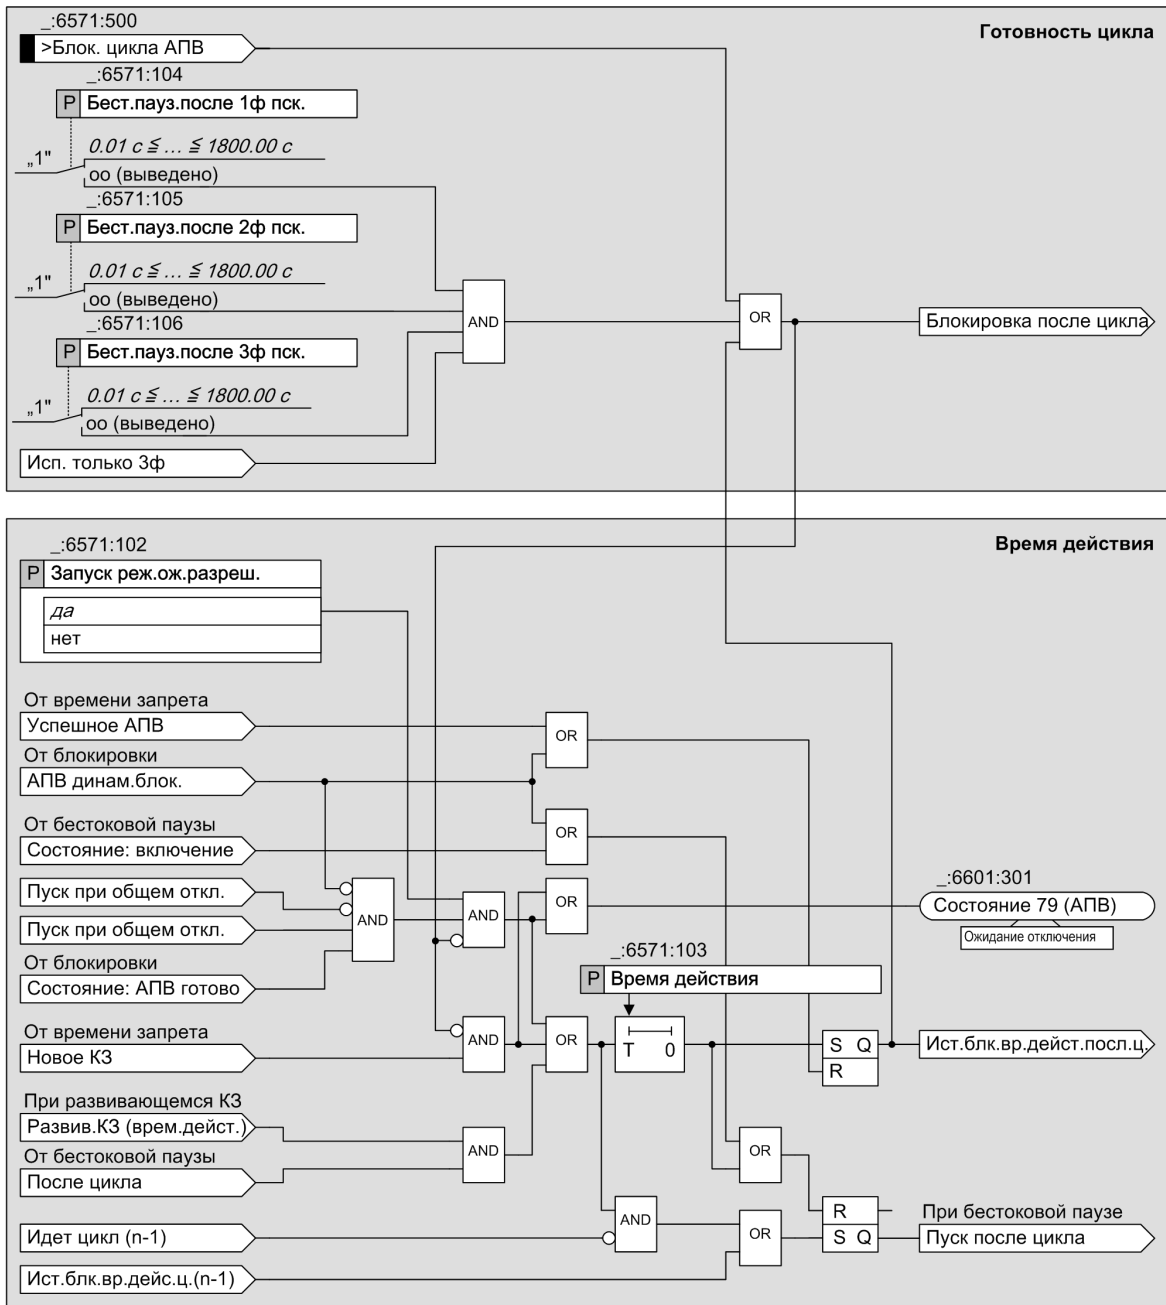 _:6571:500
Готовность цикла
>Блок. цикла АПВ
_:6571:104
P Бест.пауз.после 1ф пск.
0.01 с ≦ ... ≦ 1800.00 с
„1"
oo (выведено)
_:6571:105
P Бест.пауз.после 2ф пск.
0.01 с ≦ ... ≦ 1800.00 с
„1"
oo (выведено)
AND
OR
Блокировка после цикла
_:6571:106
P Бест.пауз.после 3ф пск.
0.01 с ≦ ... ≦ 1800.00 с
„1"
oo (выведено)
Исп. только 3ф
_:6571:102
Время действия
P Запуск реж.ож.разреш.
да
нет
От времени запрета
Успешное АПВ
OR
От блокировки
АПВ динам.блок.
От бестоковой паузы
OR
Состояние: включение
_:6601:301
Пуск при общем откл.
AND
AND
OR
Состояние 79 (АПВ)
Пуск при общем откл.
Ожидание отключения
От блокировки
_:6571:103
Состояние: АПВ готово
P Время действия
От времени запрета
Новое КЗ
AND
OR
T 0
S Q
R
Ист.блк.вр.дейст.посл.ц.
При развивающемся КЗ
Развив.КЗ (врем.дейст.)
AND
OR
От бестоковой паузы
После цикла
Идет цикл (n-1)
AND
OR
R
S Q
При бестоковой паузе
Пуск после цикла
Ист.блк.вр.дейс.ц.(n-1)